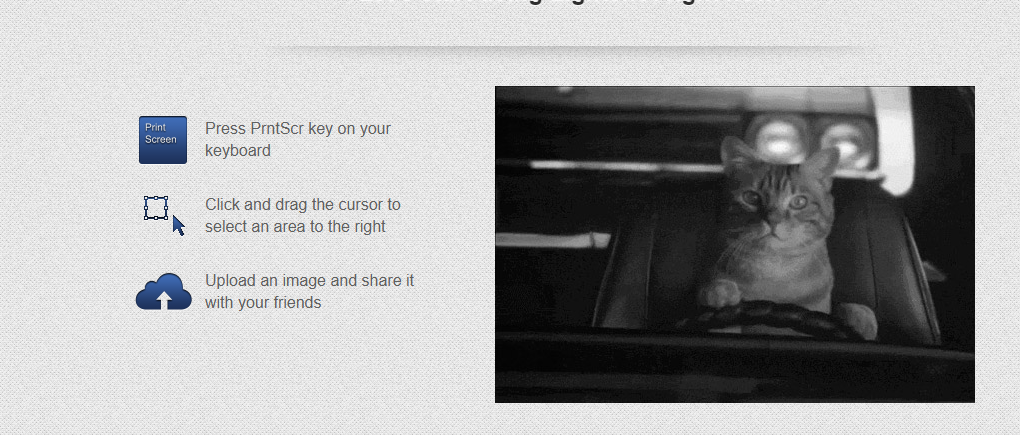 Print
Screen
Press PrntScr key on your
keyboard
Click and drag the cursor to
select an area to the right
Upload an image and share it
with your friends